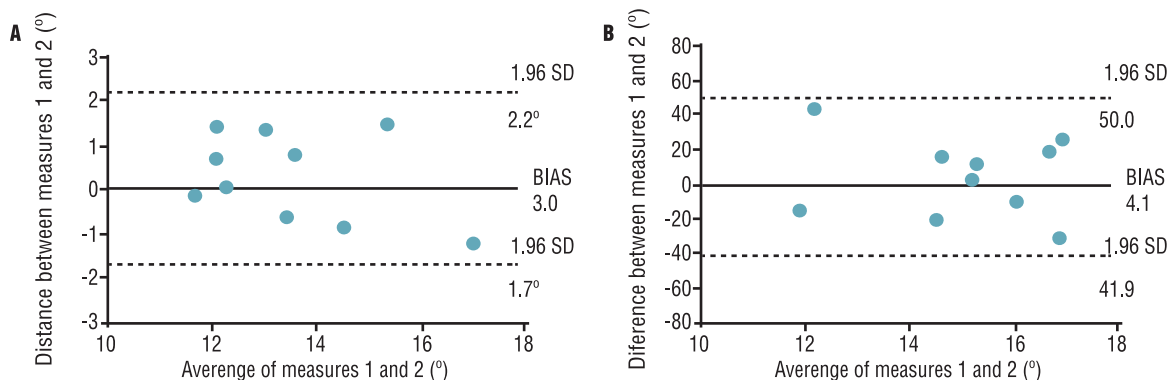 A
Distance between measures 1 and 2 (º)
3
2
1
0
-1
-2
-3
10
12
14
16
18
1.96 SD
2.2º
BIAS
3.0
1.96 SD
1.7º
Averenge of measures 1 and 2 (º)
B
Diference between measures 1 and 2 (º)
80
60
40
20
0
-20
-40
-60
-80
10
12
14
16
18
1.96 SD
50.0
BIAS
4.1
1.96 SD
41.9
Averenge of measures 1 and 2 (º)